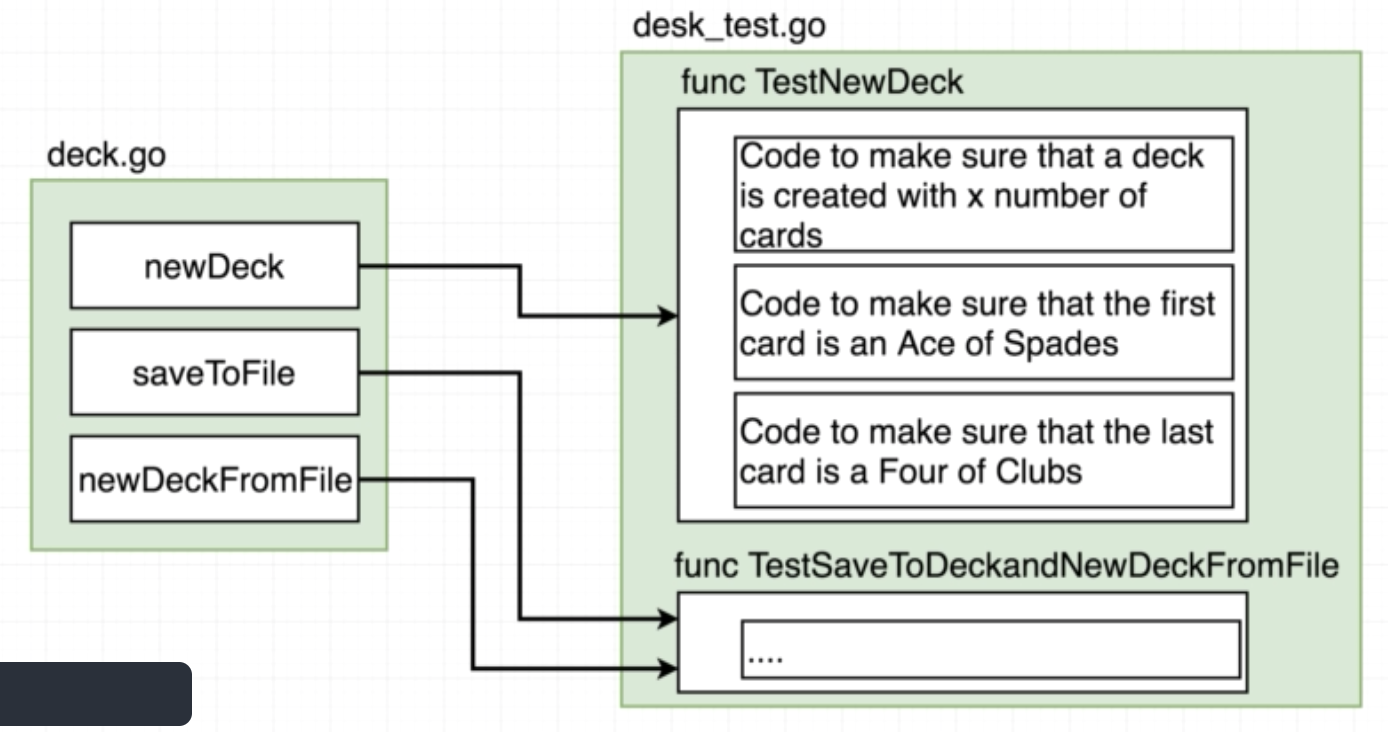 desk_test.go
func TestNewDeck
Code to make sure that a deck
is created with x number of
cards
Code to make sure that the first
card is an Ace of Spades
Code to make sure that the last
card is a Four of Clubs
func TestSaveToDeckandNewDeckFromFile
....
deck.go
newDeck
saveToFile
newDeckFromFile